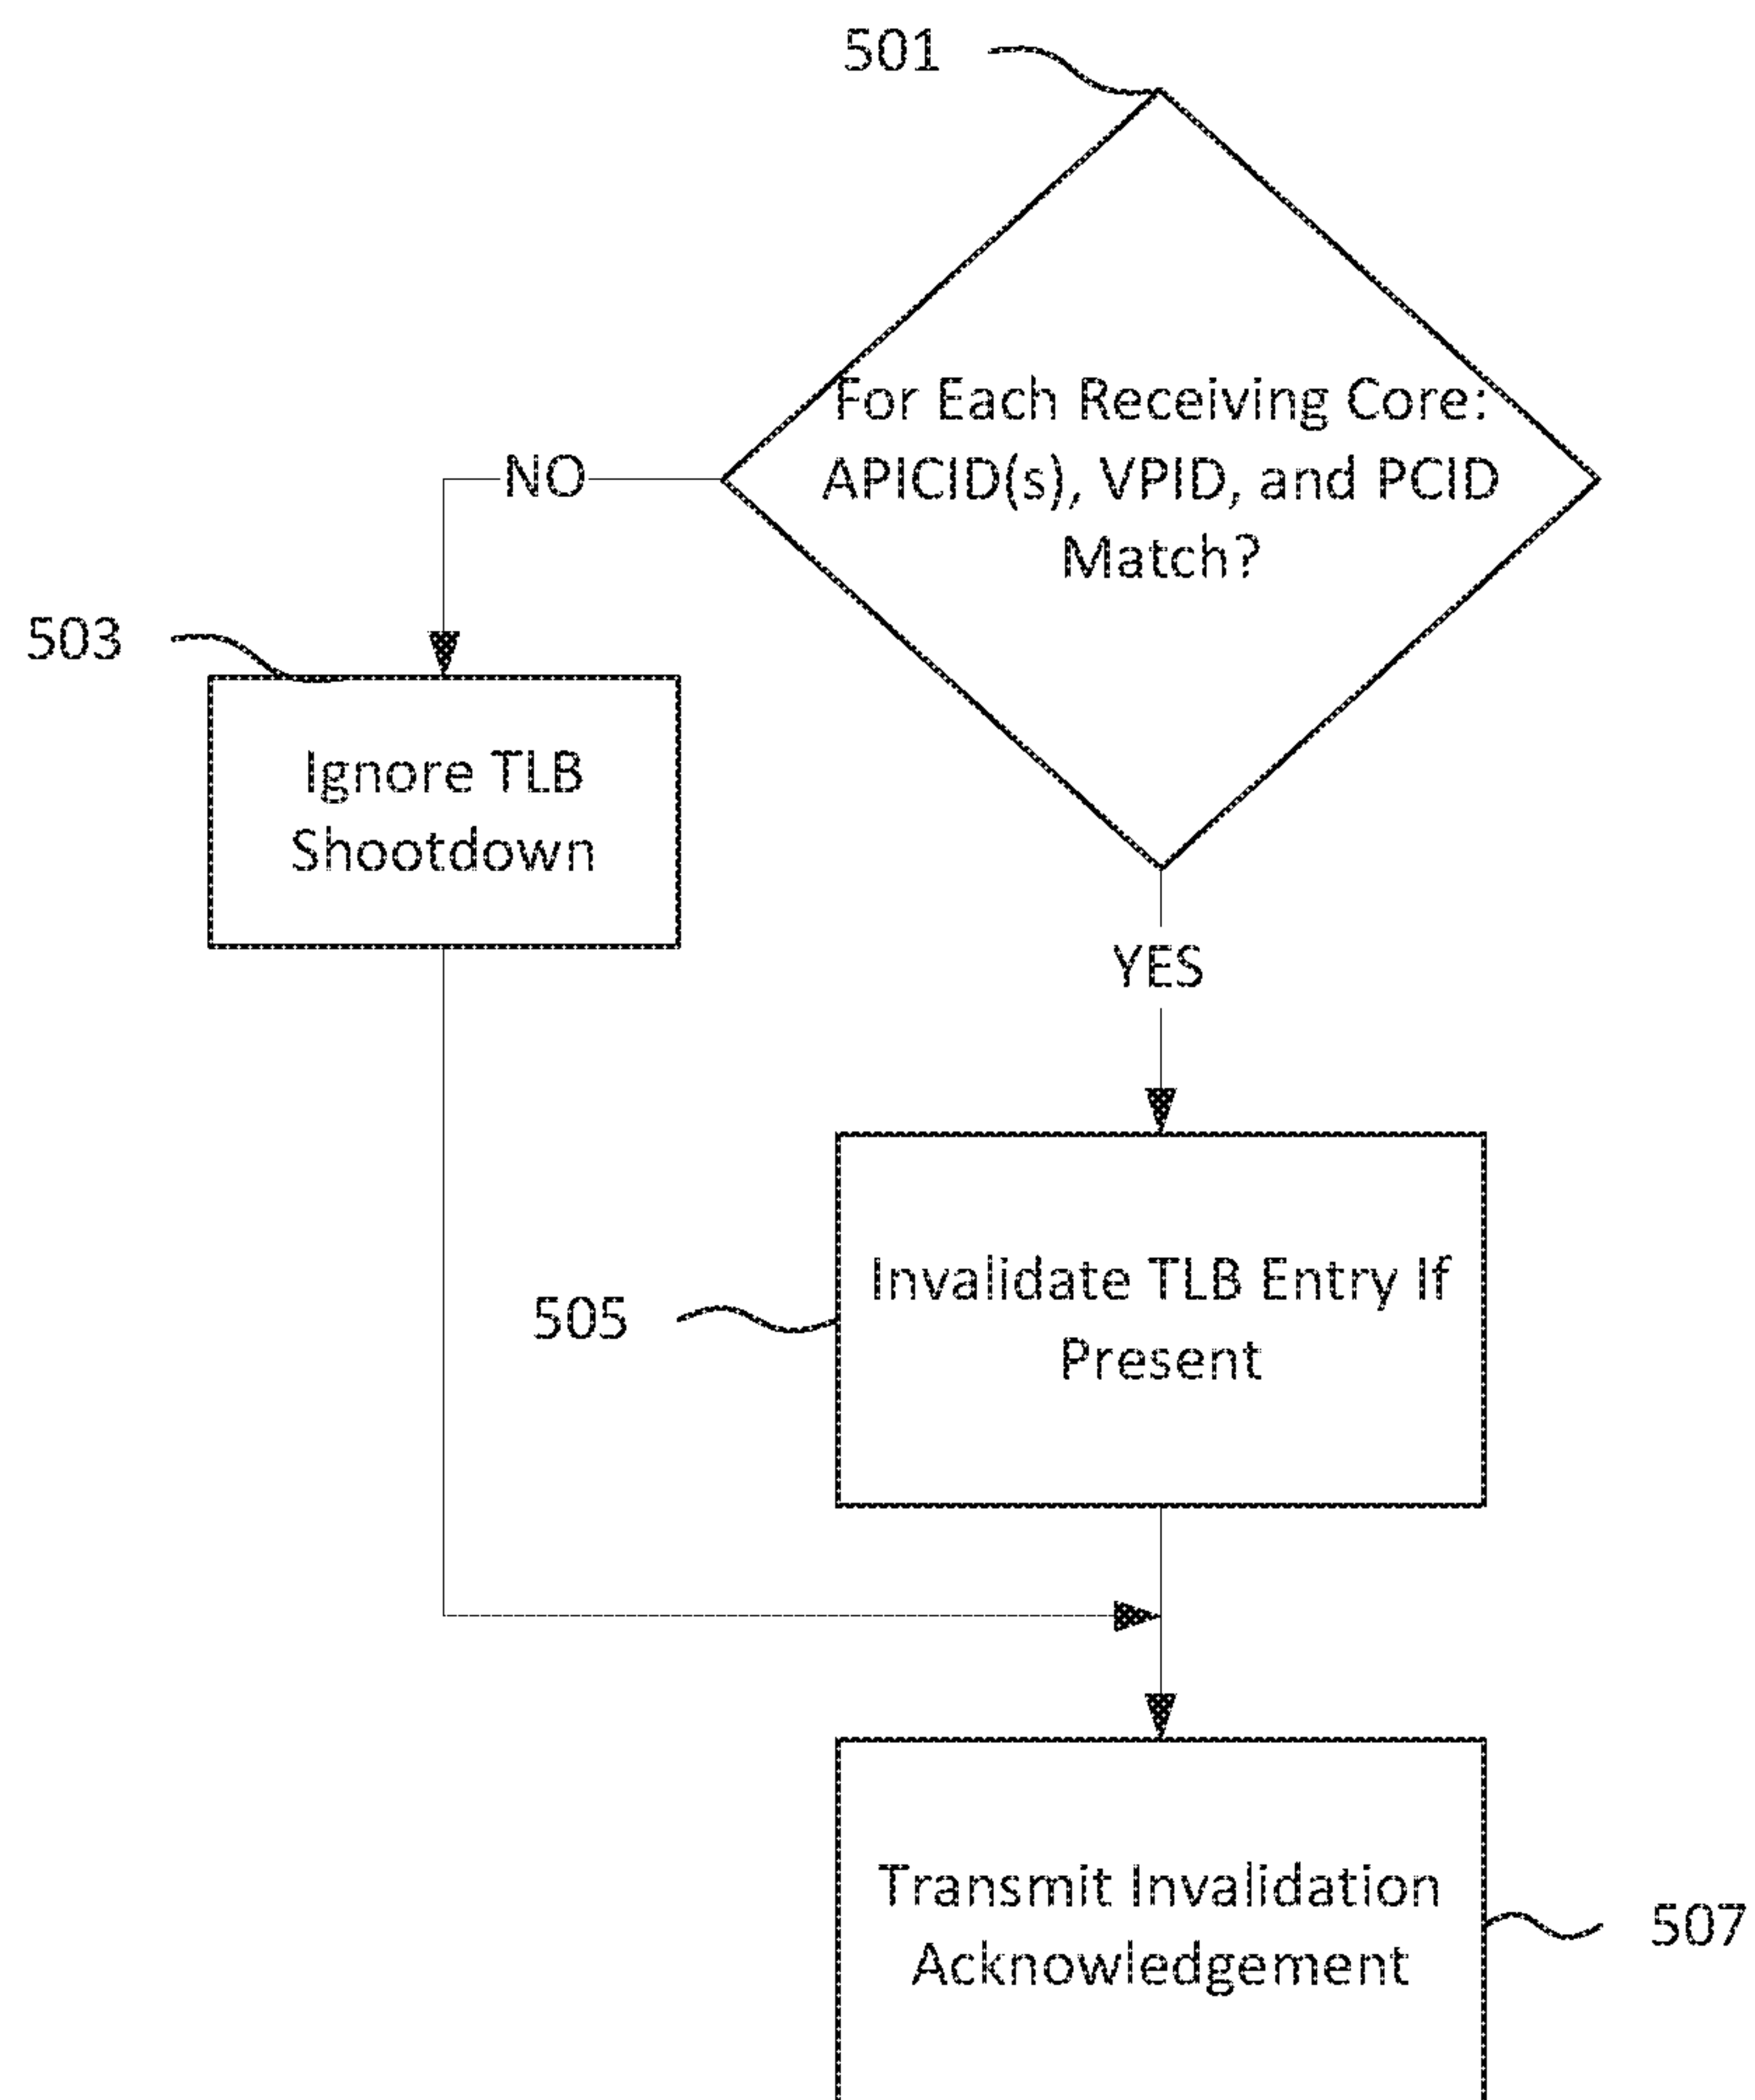 501
For Each Receiving Core:
APICID(s), VPID, and PCID
Match?
NO
503
Ignore TLB
Shootdown
YES
505
Invalidate TLB Entry If
Present
Transmit Invalidation
Acknowledgement
507